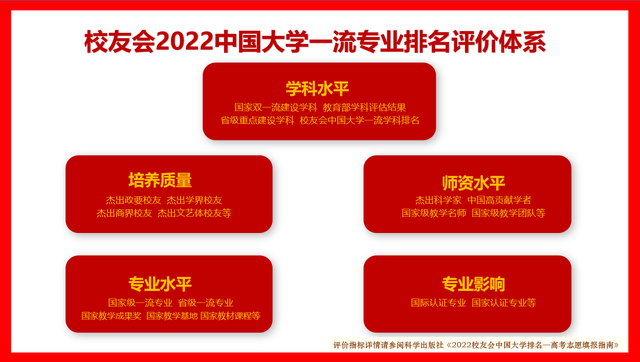 校友会2022中国大学一流专业排名评价体系
学科水平
国家双一流建设学科 教育部学科评估结果
省级重点建设学科 校友会中国大学一流学科排名
培养质量
杰出政要校友 杰出学界校友
杰出商界校友 杰出文艺体校友等
师资水平
杰出科学家 中国高贡献学者
国家级教学名师 国家级教学团队等
专业水平
国家级一流专业 省级一流专业
国家教学成果奖 国家教学基地 国家教材课程等
专业影响
国际认证专业 国家认证专业等
评价指标详情请参阅科学出版社《2022校友会中国大学排名—高考志愿填报指南》